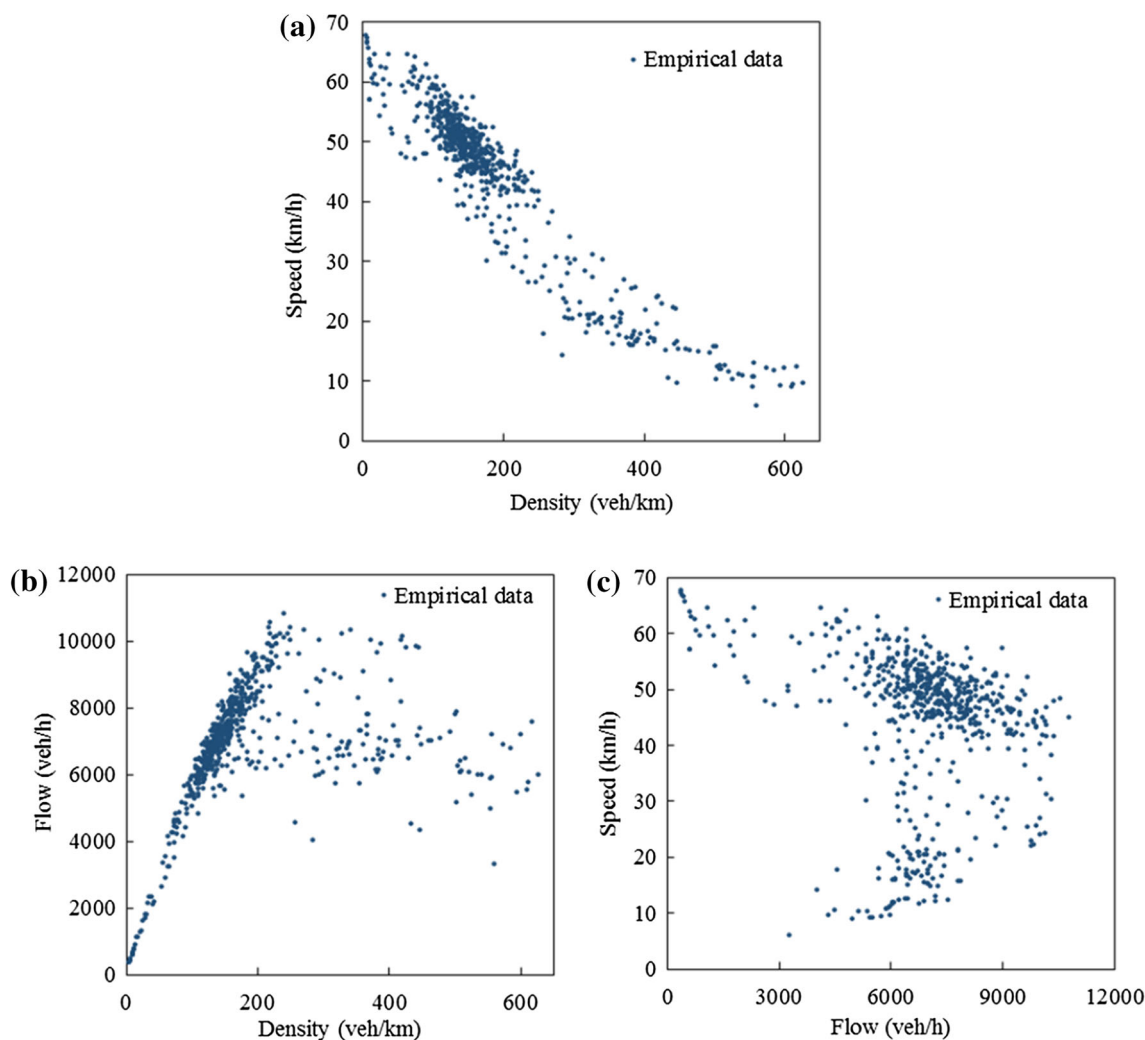 (a)
70
60
50
40
30
20
10
0
Speed (km/h)
Empirical data
0 200 400 600
Density (veh/km)
(b)
12000
10000
8000
6000
4000
2000
0
Flow (veh/h)
Empirical data
0 200 400 600
Density (veh/km)
(c)
70
60
50
40
30
20
10
0
Speed (km/h)
Empirical data
0 3000 6000 9000 12000
Flow (veh/h)